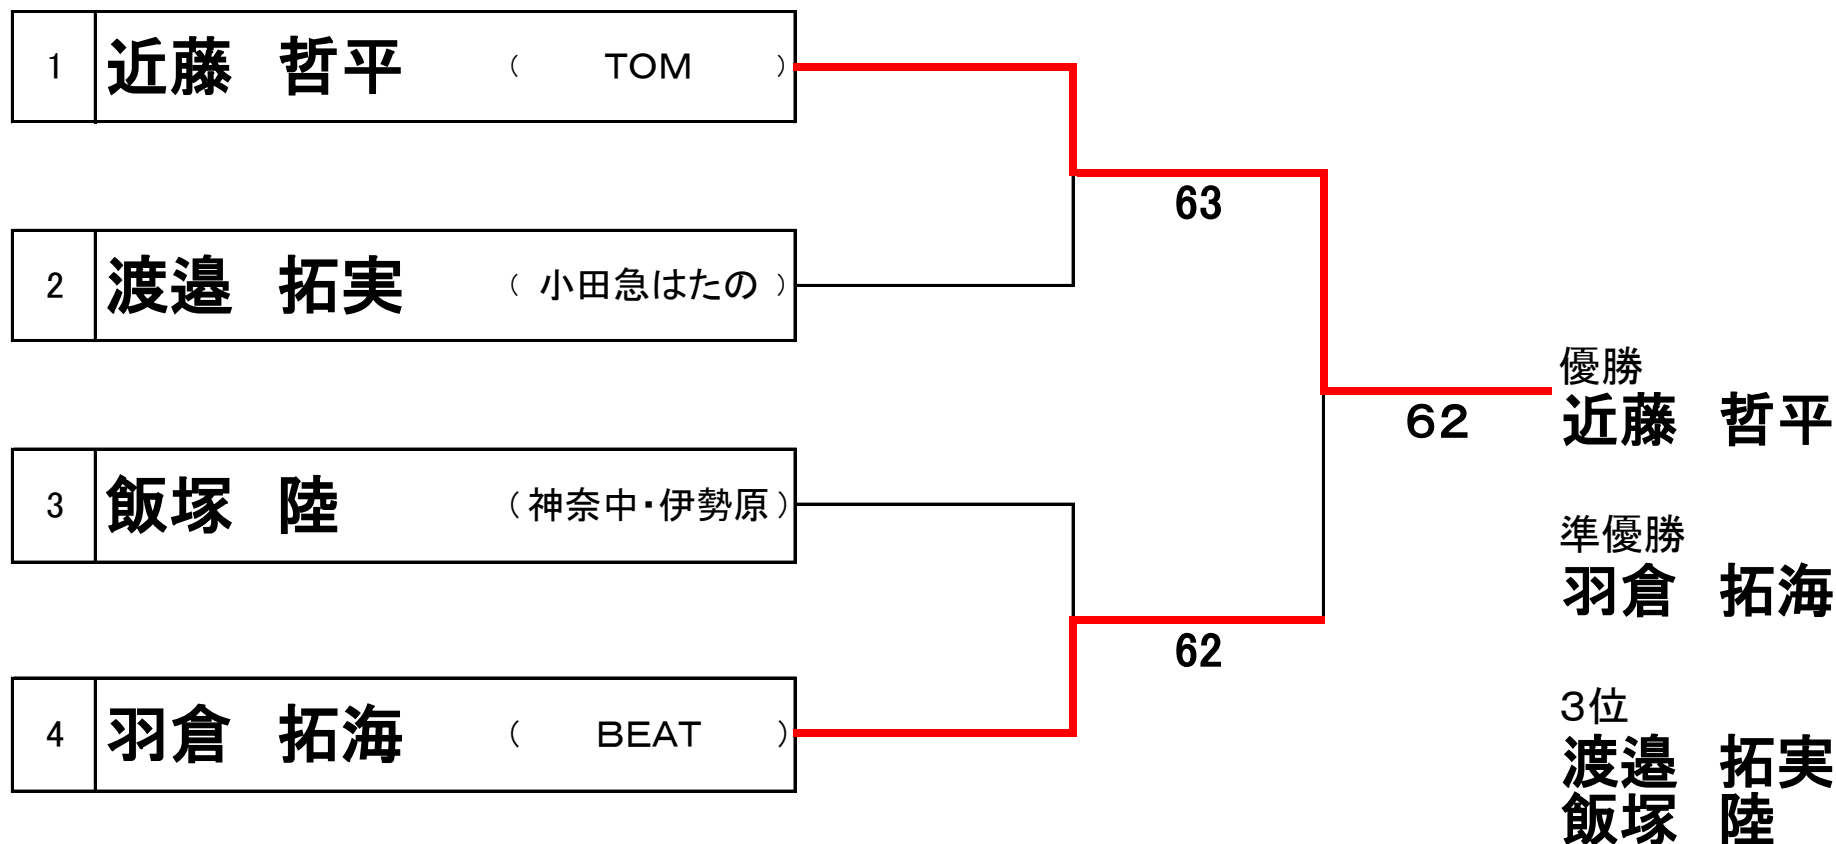 1 近藤 哲平 ( TOM )
63
2 渡邉 拓実 ( 小田急はたの )
優勝
62 近藤 哲平
3 飯塚 陸 (神奈中・伊勢原)
準優勝
羽倉 拓海
62
4 羽倉 拓海 ( BEAT )
3位
渡邉 拓実
飯塚 陸